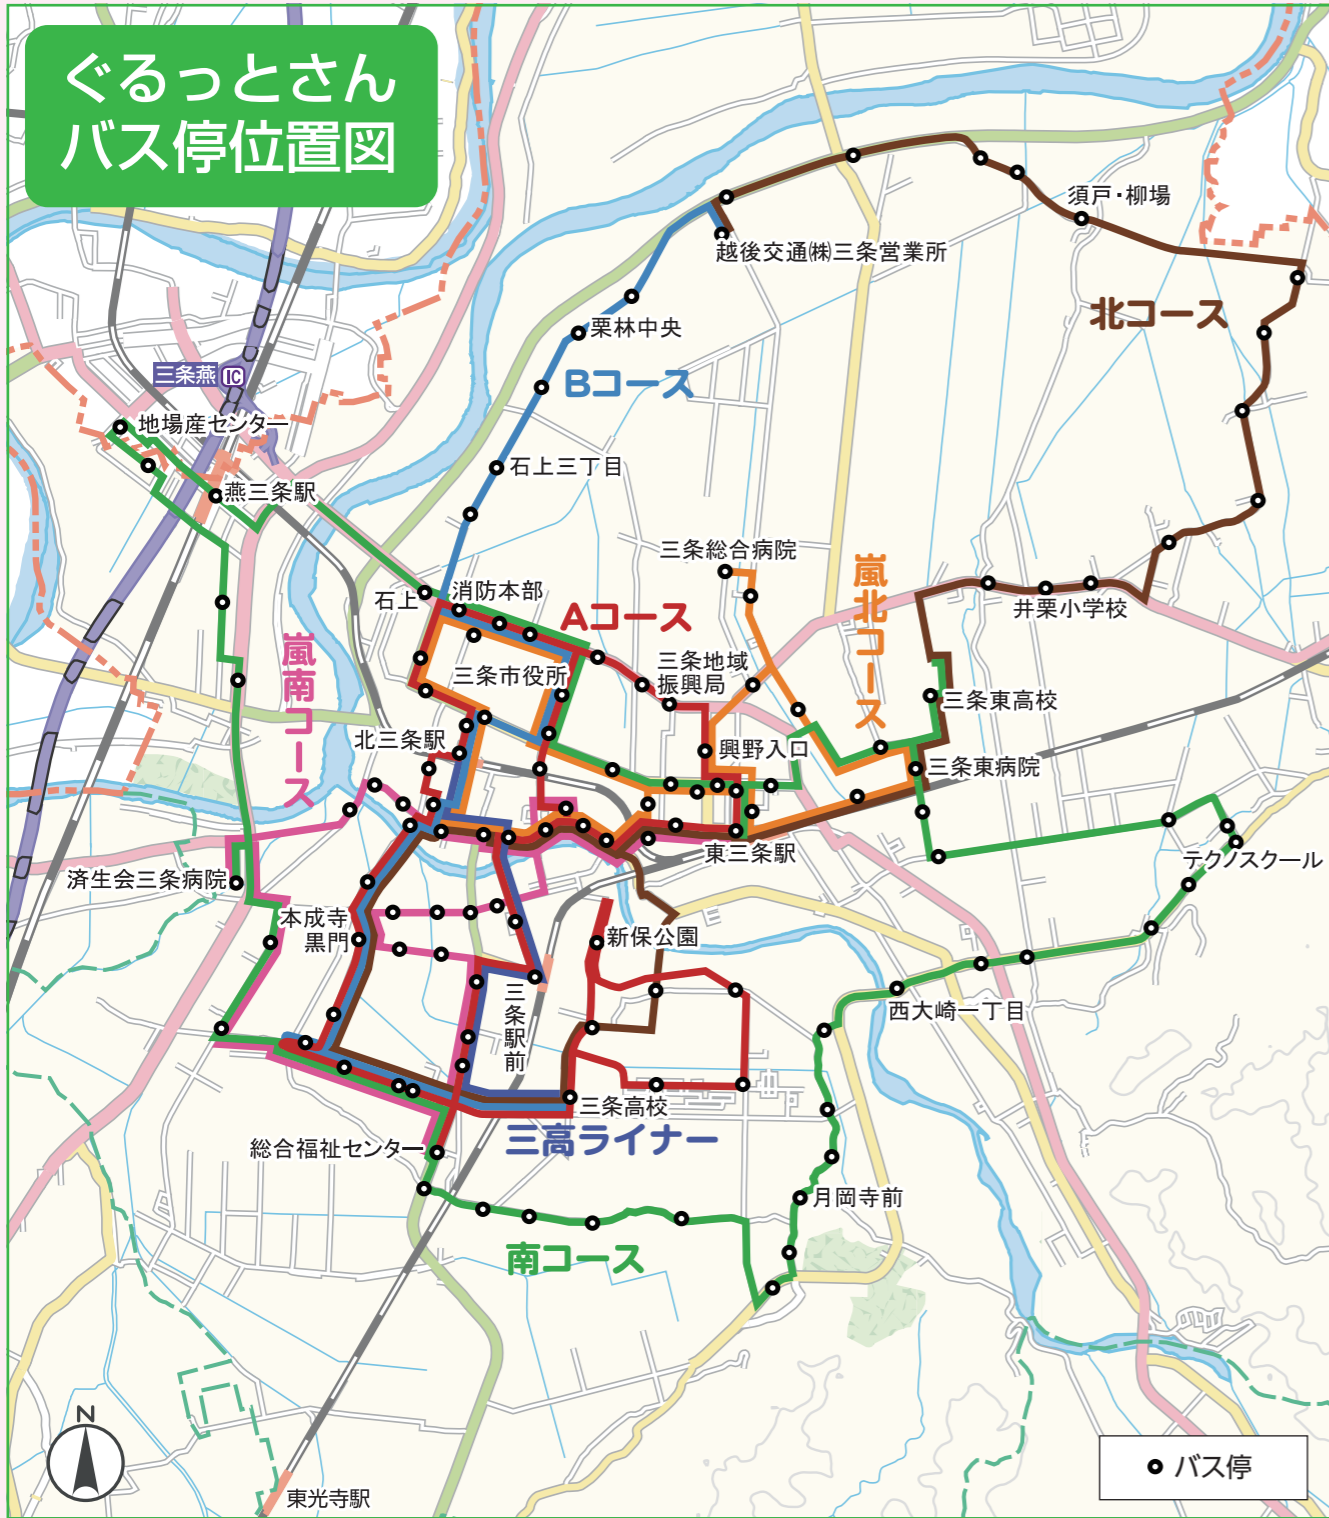 ぐるっとさん
バス停位置図
須戸・柳場
越後交通㈱三条営業所
北コース
栗林中央
Bコース
三条燕 IC
地場産センター
石上三丁目
燕三条駅
三条総合病院
嵐北コース
石上
消防本部
Aコース
井栗小学校
嵐南コース
三条市役所
三条地域
振興局
三条東高校
北三条駅
興野入口
三条東病院
東三条駅
テクノスクール
済生会三条病院
本成寺
黒門
新保公園
三条駅前
西大崎一丁目
三条高校
三高ライナー
総合福祉センター
月岡寺前
南コース
N
東光寺駅
バス停